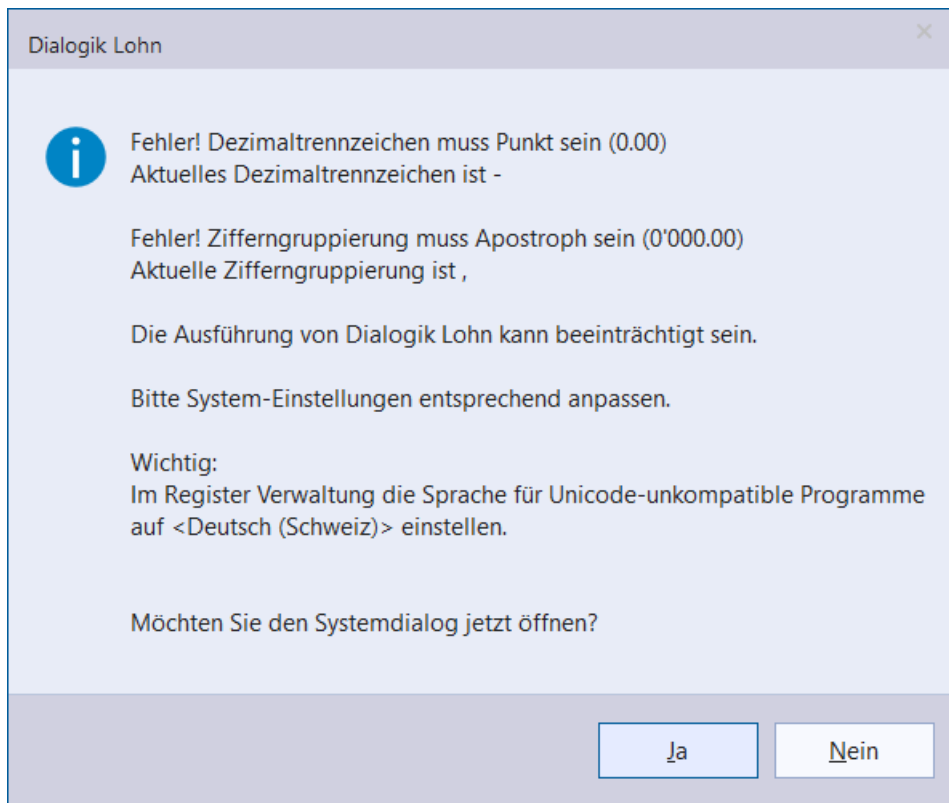 Dialogik Lohn
Fehler! Dezimaltrennzeichen muss Punkt sein (0.00)
Aktuelles Dezimaltrennzeichen ist -
Fehler! Zifferngruppierung muss Apostroph sein (0'000.00)
Aktuelle Zifferngruppierung ist ,
Die Ausführung von Dialogik Lohn kann beeinträchtigt sein.
Bitte System-Einstellungen entsprechend anpassen.
Wichtig:
Im Register Verwaltung die Sprache für Unicode-unkompatible Programme
auf <Deutsch (Schweiz)> einstellen.
Möchten Sie den Systemdialog jetzt öffnen?
Ja
Nein